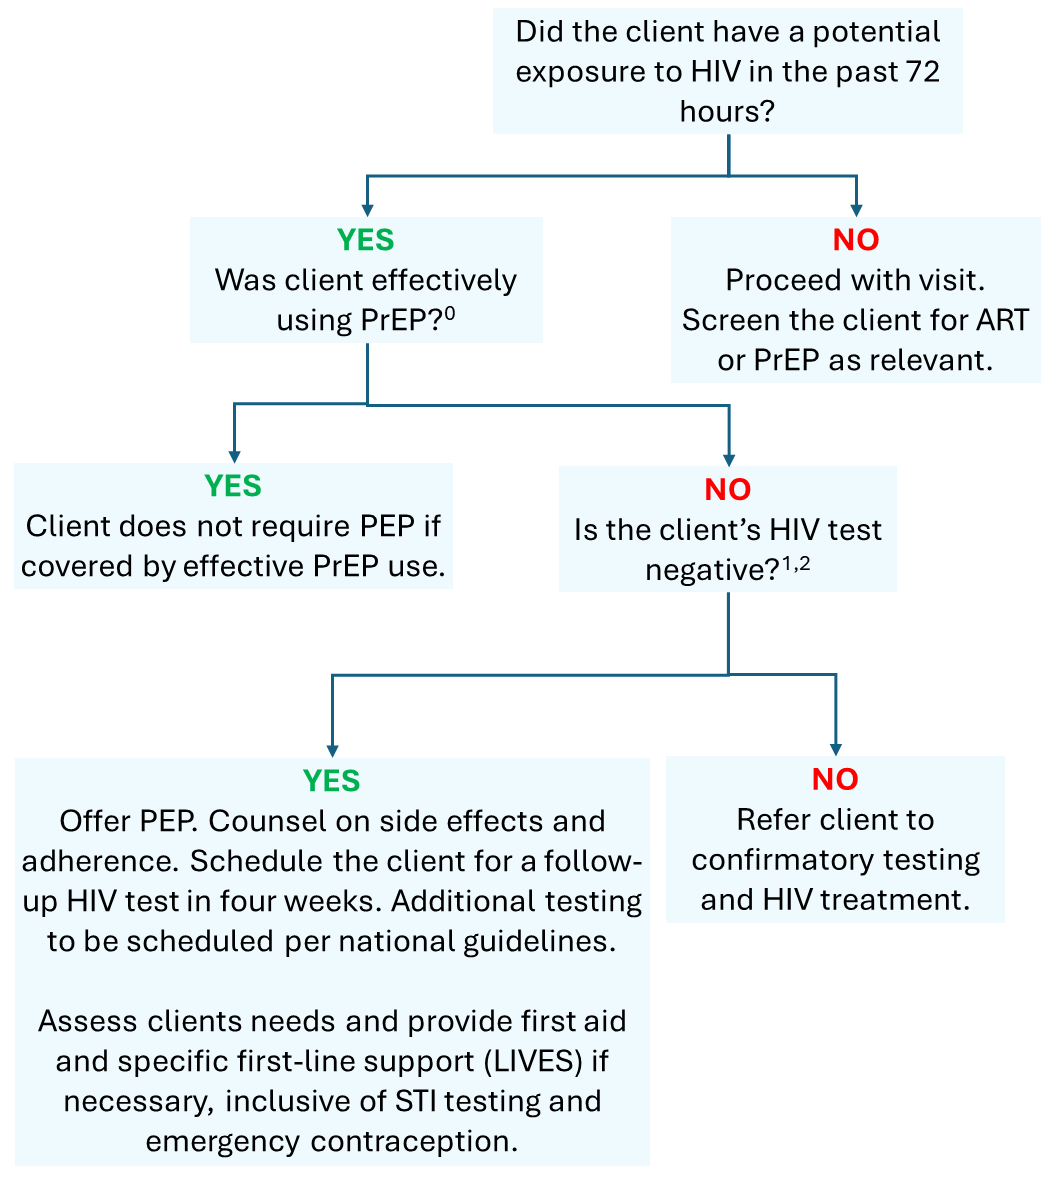 Did the client have a potential
exposure to HIV in the past 72
hours?
YES
Was client effectively
using PrEP?⁰
NO
Proceed with visit.
Screen the client for ART
or PrEP as relevant.
YES
Client does not require PEP if
covered by effective PrEP use.
NO
Is the client’s HIV test
negative?¹,²
YES
Offer PEP. Counsel on side effects and
adherence. Schedule the client for a follow-
up HIV test in four weeks. Additional testing
to be scheduled per national guidelines.
Assess clients needs and provide first aid
and specific first-line support (LIVES) if
necessary, inclusive of STI testing and
emergency contraception.
NO
Refer client to
confirmatory testing
and HIV treatment.